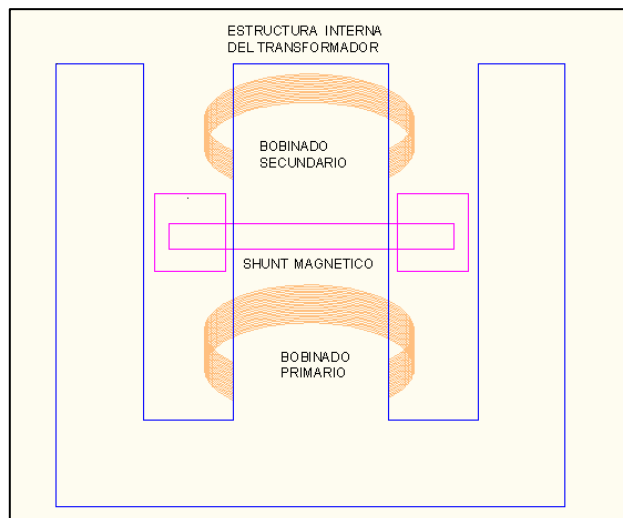 ESTRUCTURA INTERNA
DEL TRANSFORMADOR
BOBINADO
SECUNDARIO
SHUNT MAGNETICO
BOBINADO
PRIMARIO